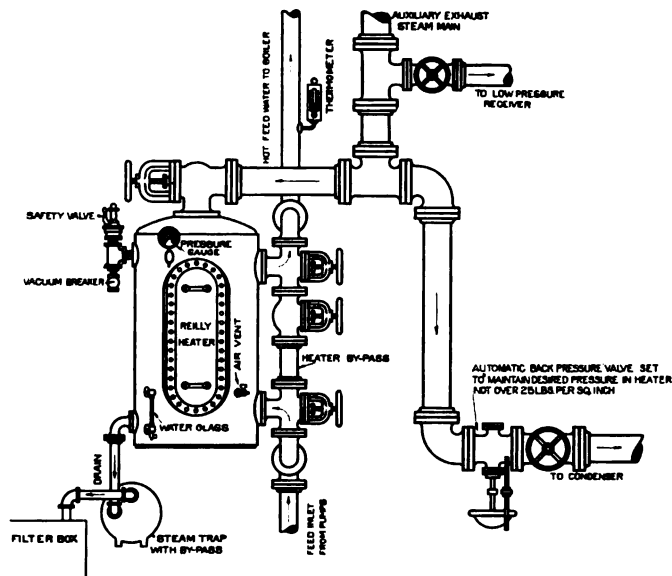 AUXILIARY EXHAUST
STEAM MAIN
HOT FEED WATER TO BOILER
THERMOMETER
TO LOW PRESSURE
RECEIVER
SAFETY VALVE
PRESSURE
GAUGE
VACUUM BREAKER
REILLY
HEATER
AIR VENT
HEATER BY-PASS
AUTOMATIC BACK PRESSURE VALVE SET
TO MAINTAIN DESIRED PRESSURE IN HEATER
NOT OVER 25 LBS. PER SQ. INCH
WATER GLASS
TO CONDENSER
DRAIN
FEED INLET
FROM PUMPS
FILTER BOX
STEAM TRAP
WITH BY-PASS